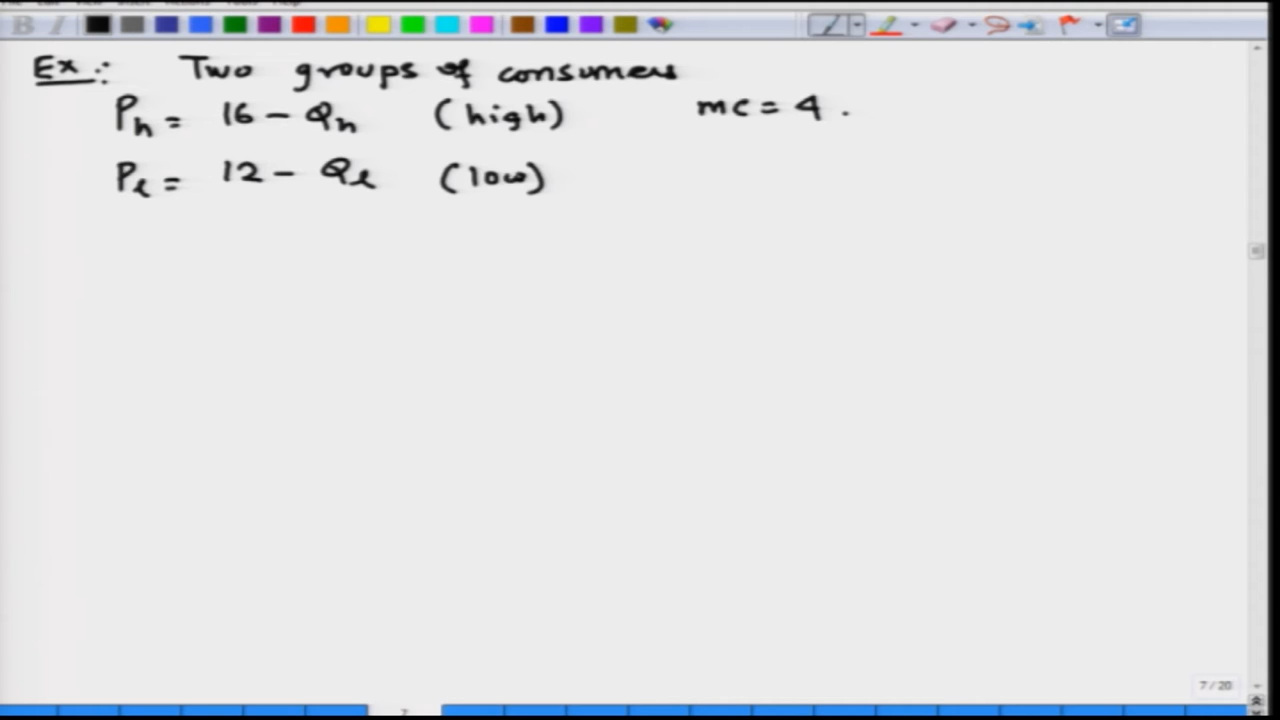 Ex.: Two groups of consumers
Ph = 16 - Qh (high) mc = 4.
Pl = 12 - Ql (low)
7 / 20